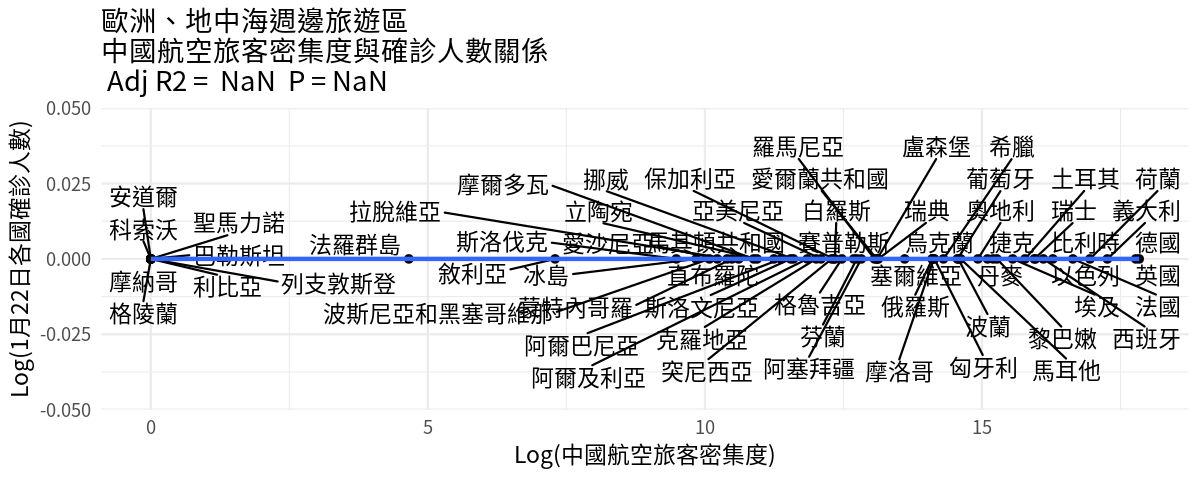 歐洲、地中海週邊旅遊區
中國航空旅客密集度與確診人數關係
Adj R2 = NaN P = NaN
Log(1月22日各國確診人數)
0.050
0.025
0.000
-0.025
-0.050
羅馬尼亞 盧森堡 希臘
安道爾 摩爾多瓦 挪威 保加利亞 愛爾蘭共和國 葡萄牙 土耳其 荷蘭
科索沃 聖馬力諾 拉脫維亞 立陶宛 亞美尼亞 白羅斯 瑞典 奧地利 瑞士 義大利
巴勒斯坦 法羅群島 斯洛伐克 愛沙尼亞 馬其頓共和國 賽普勒斯 烏克蘭 捷克 比利時 德國
摩納哥 利比亞 列支敦斯登 敘利亞 冰島 直布羅陀 塞爾維亞 丹麥 以色列 英國
格陵蘭 波斯尼亞和黑塞哥維那 蒙特內哥羅 斯洛文尼亞 格魯吉亞 俄羅斯 埃及 法國
阿爾巴尼亞 克羅地亞 芬蘭 波蘭 黎巴嫩 西班牙
阿爾及利亞 突尼西亞 阿塞拜疆 摩洛哥 匈牙利 馬耳他
0 5 10 15
Log(中國航空旅客密集度)